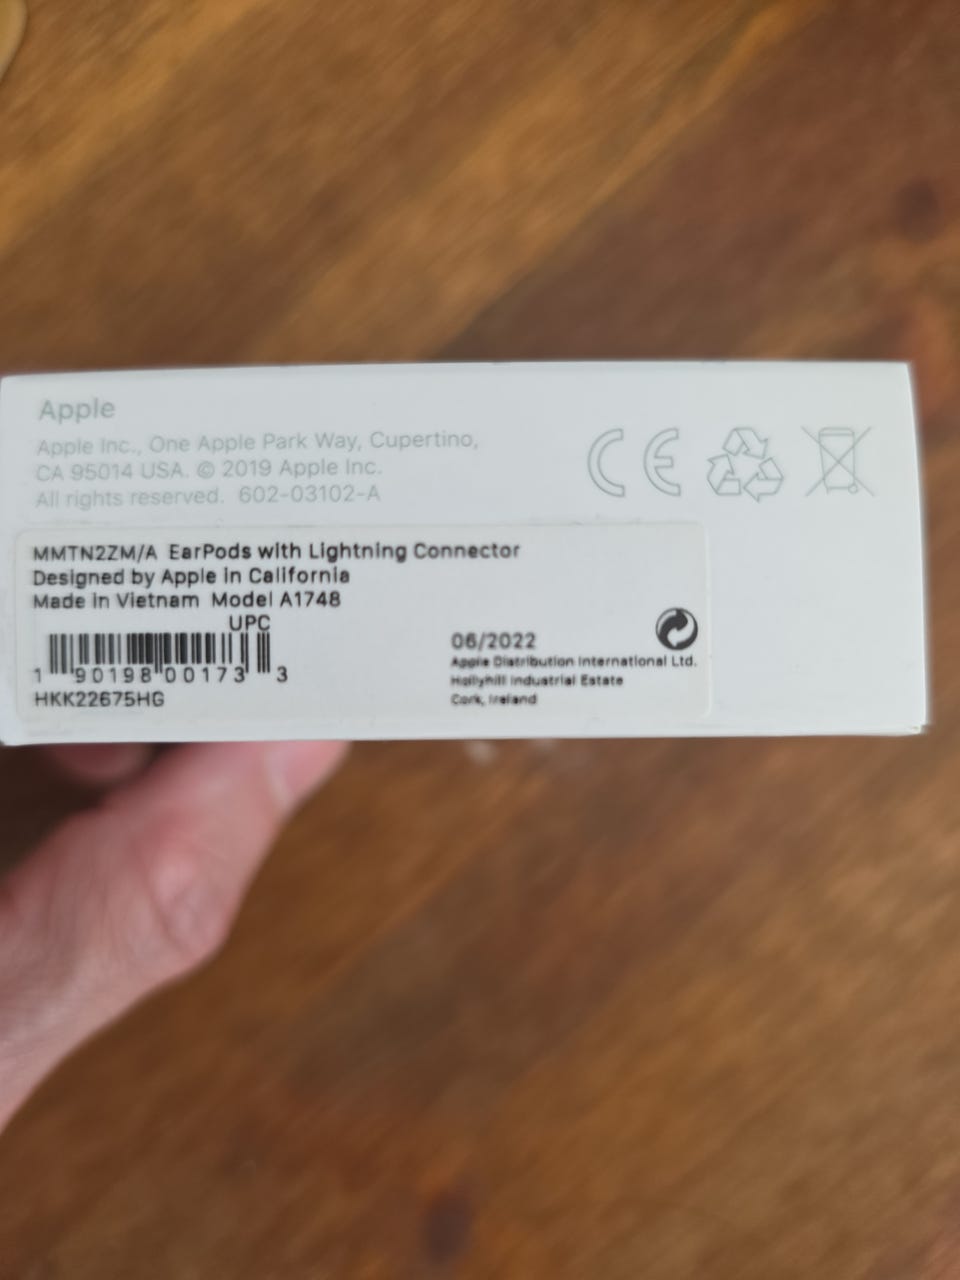 Apple
Apple Inc., One Apple Park Way, Cupertino,
CA 95014 USA. © 2019 Apple Inc.
All rights reserved. 602-03102-A
CE
MMTN2ZM/A EarPods with Lightning Connector
Designed by Apple in California
Made in Vietnam Model A1748
UPC
1 90198 00173 3
HKK22675HG
06/2022
Apple Distribution International Ltd.
Hollyhill Industrial Estate
Cork, Ireland